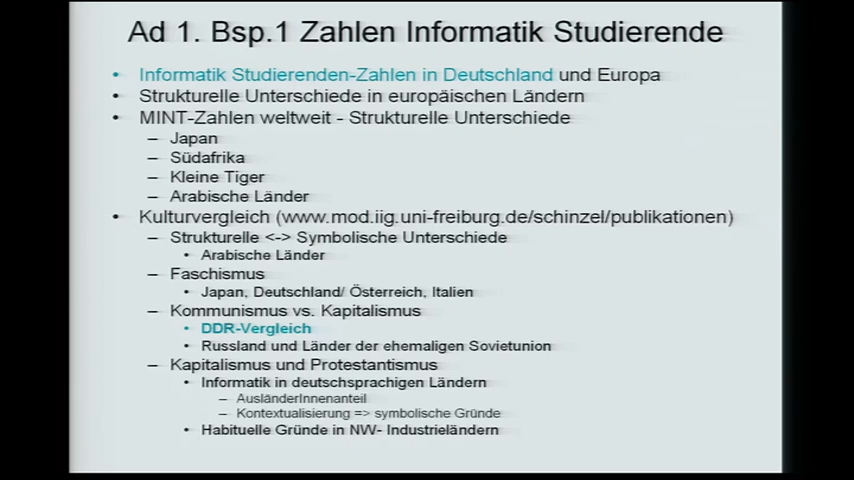 Ad 1. Bsp.1 Zahlen Informatik Studierende
• Informatik Studierenden-Zahlen in Deutschland und Europa
• Strukturelle Unterschiede in europäischen Ländern
• MINT-Zahlen weltweit - Strukturelle Unterschiede
– Japan
– Südafrika
– Kleine Tiger
– Arabische Länder
• Kulturvergleich (www.mod.iig.uni-freiburg.de/schinzel/publikationen)
– Strukturelle <-> Symbolische Unterschiede
• Arabische Länder
– Faschismus
• Japan, Deutschland/ Österreich, Italien
– Kommunismus vs. Kapitalismus
• DDR-Vergleich
• Russland und Länder der ehemaligen Sovietunion
– Kapitalismus und Protestantismus
• Informatik in deutschsprachigen Ländern
– AusländerInnenanteil
– Kontextualisierung => symbolische Gründe
• Habituelle Gründe in NW- Industrieländern